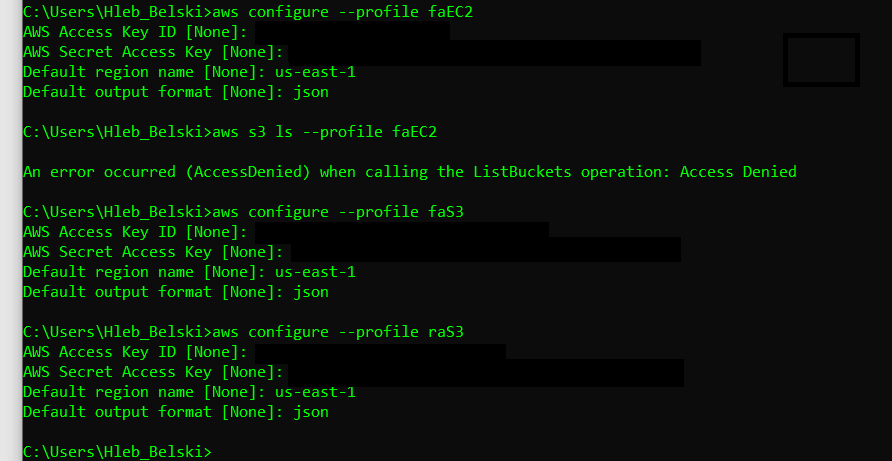 C:\Users\Hleb_Belski>aws configure --profile faEC2
AWS Access Key ID [None]:
AWS Secret Access Key [None]:
Default region name [None]: us-east-1
Default output format [None]: json
C:\Users\Hleb_Belski>aws s3 ls --profile faEC2
An error occurred (AccessDenied) when calling the ListBuckets operation: Access Denied
C:\Users\Hleb_Belski>aws configure --profile faS3
AWS Access Key ID [None]:
AWS Secret Access Key [None]:
Default region name [None]: us-east-1
Default output format [None]: json
C:\Users\Hleb_Belski>aws configure --profile raS3
AWS Access Key ID [None]:
AWS Secret Access Key [None]:
Default region name [None]: us-east-1
Default output format [None]: json
C:\Users\Hleb_Belski>